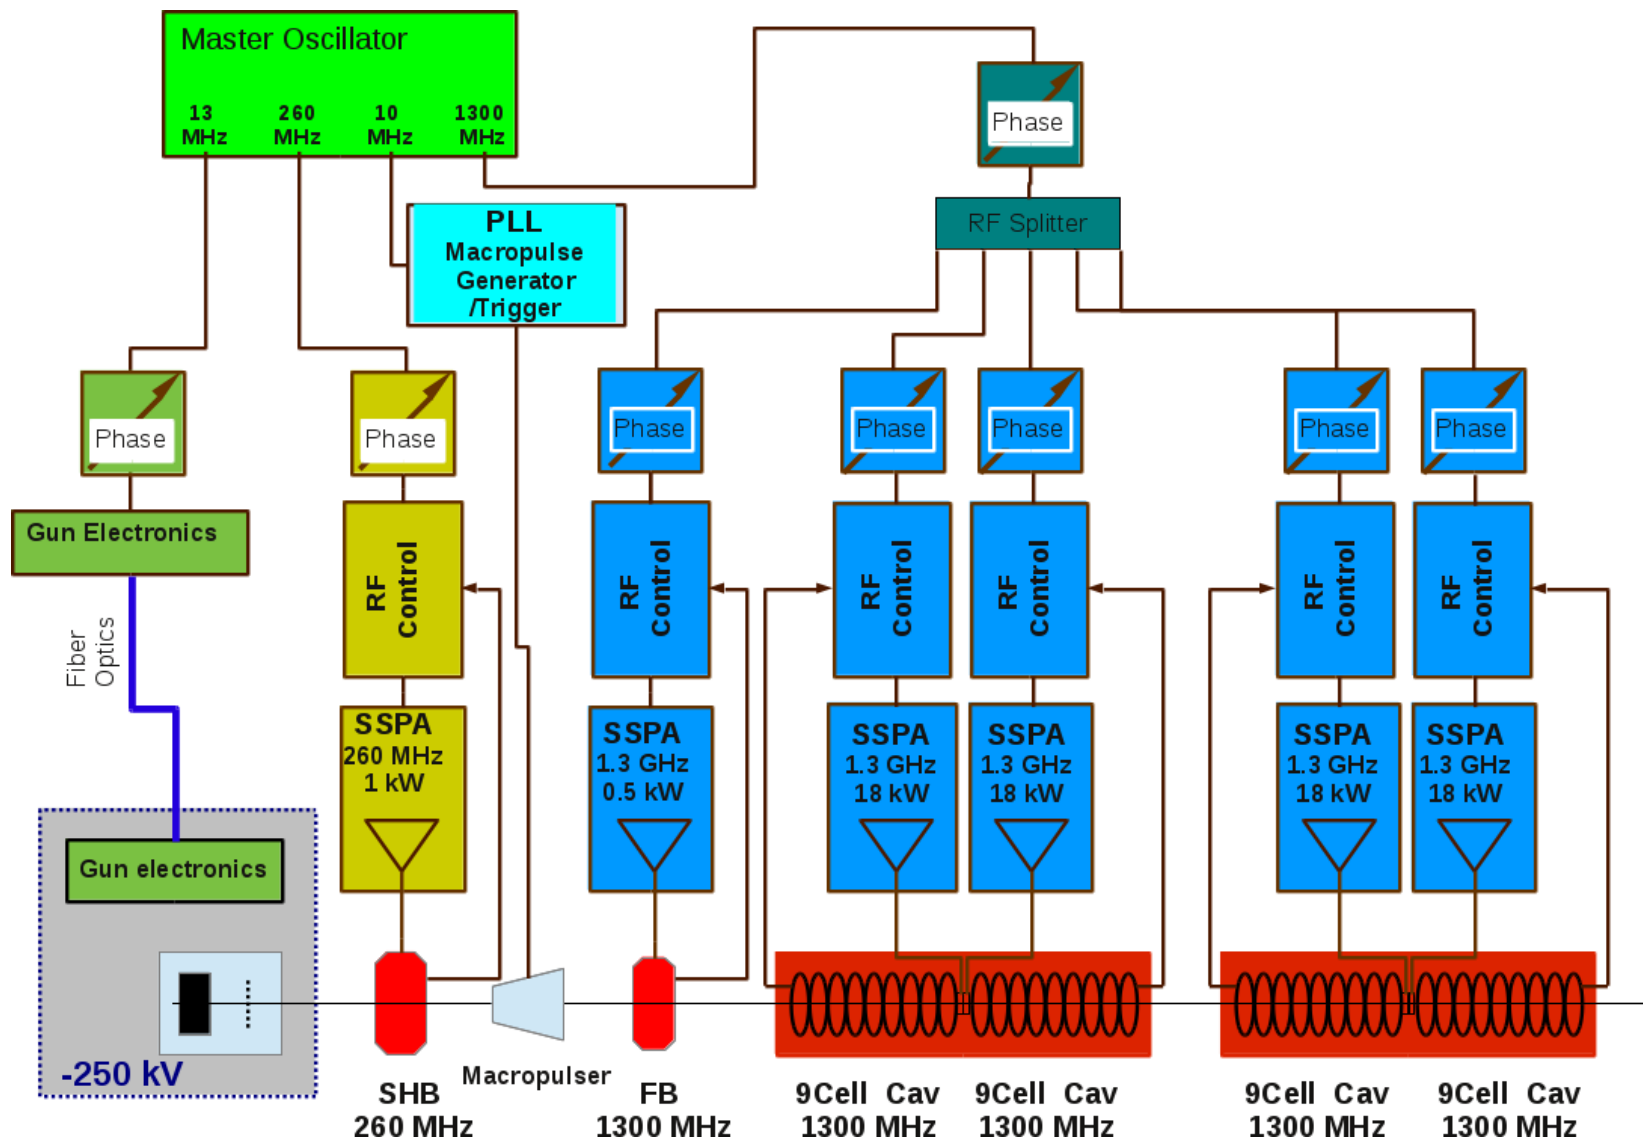 Master Oscillator
13 MHz
260 MHz
10 MHz
1300 MHz
Phase
RF Splitter
PLL
Macropulse
Generator
/Trigger
Phase
Phase
Phase
Phase
Phase
Phase
Phase
Gun Electronics
RF
Control
RF
Control
RF
Control
RF
Control
RF
Control
RF
Control
Fiber
Optics
SSPA
260 MHz
1 kW
SSPA
1.3 GHz
0.5 kW
SSPA
1.3 GHz
18 kW
SSPA
1.3 GHz
18 kW
SSPA
1.3 GHz
18 kW
SSPA
1.3 GHz
18 kW
Gun electronics
-250 kV
SHB
260 MHz
Macropulser
FB
1300 MHz
9Cell Cav
1300 MHz
9Cell Cav
1300 MHz
9Cell Cav
1300 MHz
9Cell Cav
1300 MHz